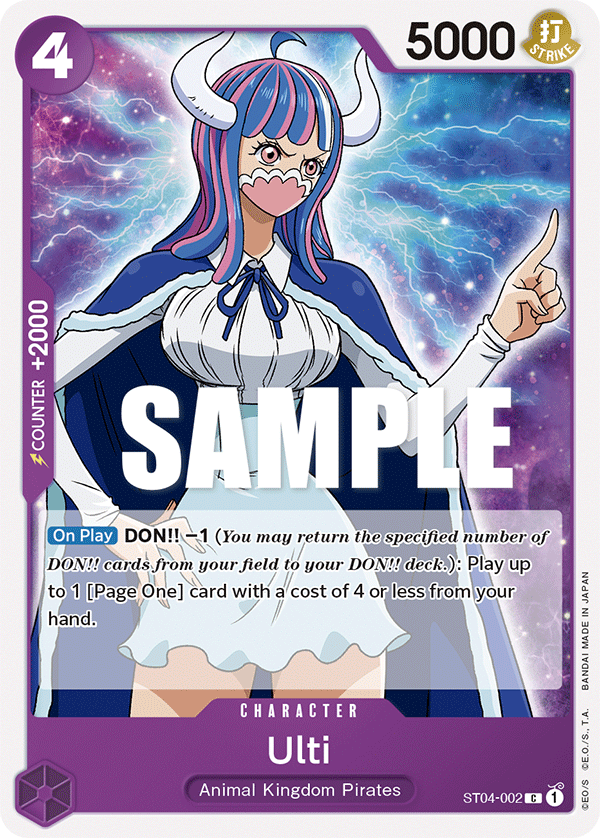 4
5000
打
STRIKE
COUNTER +2000
SAMPLE
On Play DON!! −1 (You may return the specified number of
DON!! cards from your field to your DON!! deck.): Play up
to 1 [Page One] card with a cost of 4 or less from your
hand.
CHARACTER
Ulti
Animal Kingdom Pirates
ST04-002 C 1
©EO/S ©E.O./S., T.A. BANDAI MADE IN JAPAN